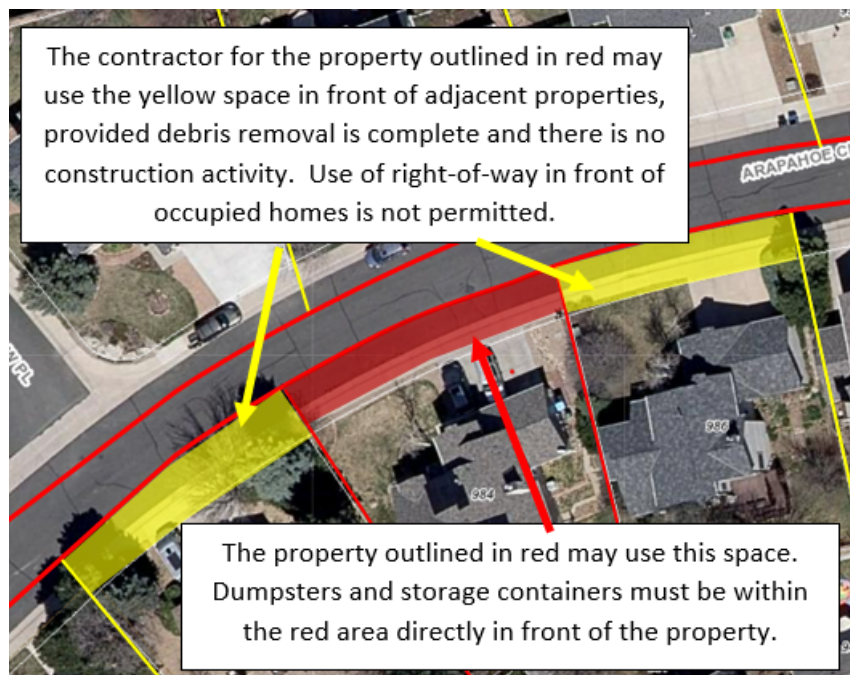 The contractor for the property outlined in red may
use the yellow space in front of adjacent properties,
provided debris removal is complete and there is no
construction activity.  Use of right-of-way in front of
occupied homes is not permitted.
ARAPAHOE C
PL
986
984
The property outlined in red may use this space.
Dumpsters and storage containers must be within
the red area directly in front of the property.